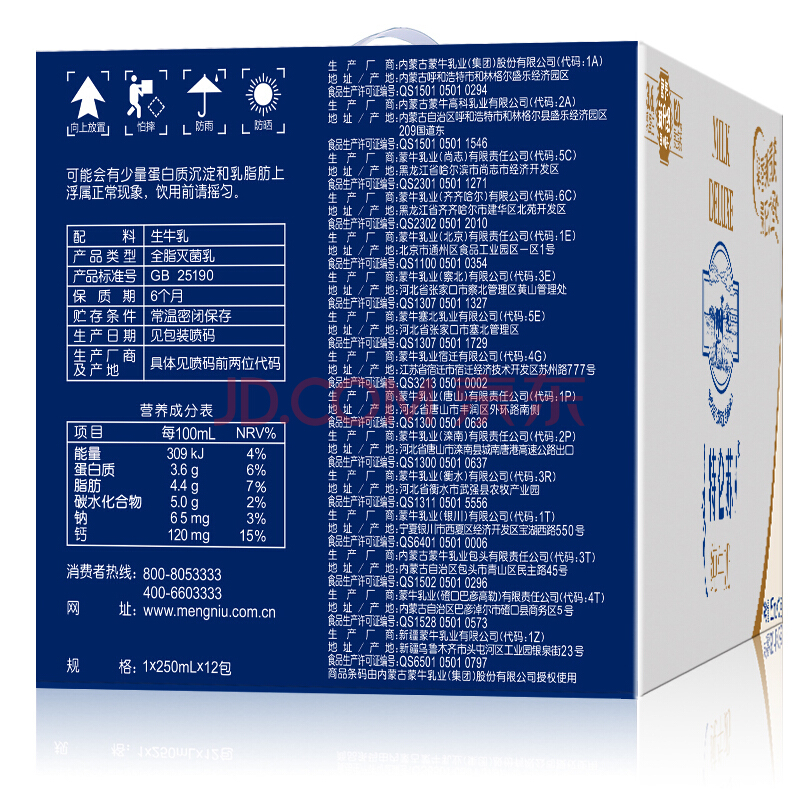 向上放置 怕摔 防雨 防晒
可能会有少量蛋白质沉淀和乳脂肪上
浮属正常现象，饮用前请摇匀。
配料 生牛乳
产品类型 全脂灭菌乳
产品标准号 GB 25190
保质期 6个月
贮存条件 常温密闭保存
生产日期 见包装喷码
生产厂商及产地 具体见喷码前两位代码
营养成分表
项目 每100mL NRV%
能量 309 kJ 4%
蛋白质 3.6 g 6%
脂肪 4.4 g 7%
碳水化合物 5.0 g 2%
钠 65 mg 3%
钙 120 mg 15%
消费者热线: 800-8053333
400-6603333
网址: www.mengniu.com.cn
规格: 1×250mL×12包
生产厂商:内蒙古蒙牛乳业(集团)股份有限公司(代码:1A)
地址/产地:内蒙古呼和浩特市和林格尔盛乐经济园区
食品生产许可证编号:QS1501 0501 0294
生产厂商:内蒙古蒙牛高科乳业有限公司(代码:2A)
地址/产地:内蒙古自治区呼和浩特市和林格尔县盛乐经济园区
209国道东
食品生产许可证编号:QS1501 0501 1546
生产厂商:蒙牛乳业(尚志)有限责任公司(代码:5C)
地址/产地:黑龙江省哈尔滨市尚志市经济开发区
食品生产许可证编号:QS2301 0501 1271
生产厂商:蒙牛乳业(齐齐哈尔)有限公司(代码:6C)
地址/产地:黑龙江省齐齐哈尔市建华区北苑开发区
食品生产许可证编号:QS2302 0501 2010
生产厂商:蒙牛乳业(北京)有限责任公司(代码:1E)
地址/产地:北京市通州区食品工业园区一区1号
食品生产许可证编号:QS1100 0501 0354
生产厂商:蒙牛乳业(察北)有限公司(代码:3E)
地址/产地:河北省张家口市察北管理区黄山管理处
食品生产许可证编号:QS1307 0501 1327
生产厂商:蒙牛塞北乳业有限公司(代码:5E)
地址/产地:河北省张家口市塞北管理区
食品生产许可证编号:QS1307 0501 1729
生产厂商:蒙牛乳业宿迁有限公司(代码:4G)
地址/产地:江苏省宿迁市宿迁经济技术开发区苏州路777号
食品生产许可证编号:QS3213 0501 0002
生产厂商:蒙牛乳业(唐山)有限责任公司(代码:1P)
地址/产地:河北省唐山市丰润区外环路南侧
食品生产许可证编号:QS1300 0501 0636
生产厂商:蒙牛乳业(滦南)有限责任公司(代码:2P)
地址/产地:河北省唐山市滦南县城南唐港高速公路出口
食品生产许可证编号:QS1300 0501 0637
生产厂商:蒙牛乳业(衡水)有限公司(代码:3R)
地址/产地:河北省衡水市武强县农牧产业园
食品生产许可证编号:QS1311 0501 5556
生产厂商:蒙牛乳业(银川)有限公司(代码:1T)
地址/产地:宁夏银川市西夏区经济开发区宝湖西路550号
食品生产许可证编号:QS6401 0501 0006
生产厂商:内蒙古蒙牛乳业包头有限责任公司(代码:3T)
地址/产地:内蒙古自治区包头市青山区民主路45号
食品生产许可证编号:QS1502 0501 0296
生产厂商:蒙牛乳业(磴口巴彦高勒)有限责任公司(代码:4T)
地址/产地:内蒙古自治区巴彦淖尔市磴口县商务区5号
食品生产许可证编号:QS1528 0501 0573
生产厂商:新疆蒙牛乳业有限公司(代码:1Z)
地址/产地:新疆乌鲁木齐市头屯河区工业园银泉街23号
食品生产许可证编号:QS6501 0501 0797
商品条码由内蒙古蒙牛乳业(集团)股份有限公司授权使用
JD.COM 京东
MILK
DELUXE